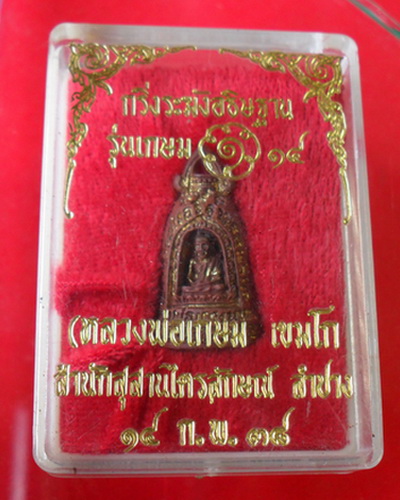 กริ่งระฆังอธิษฐาน
รุ่นเกษม ๑ ๑๔
(หลวงพ่อเกษม เขมโก
สำนักสุสานไตรลักษณ์ ลำปาง
๑๔ ก.พ. ๓๘